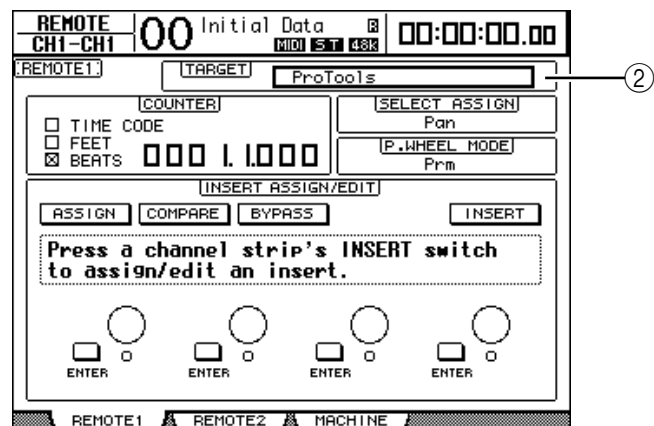 REMOTE
CH1-CH1
00 Initial Data B
MIDI ST 48k
00:00:00.00
REMOTE1
TARGET
ProTools
②
COUNTER
TIME CODE
FEET
BEATS
000 1. 1.000
SELECT ASSIGN
Pan
P.WHEEL MODE
Prm
INSERT ASSIGN/EDIT
ASSIGN COMPARE BYPASS INSERT
Press a channel strip's INSERT switch
to assign/edit an insert.
ENTER ENTER ENTER ENTER
REMOTE1 REMOTE2 MACHINE